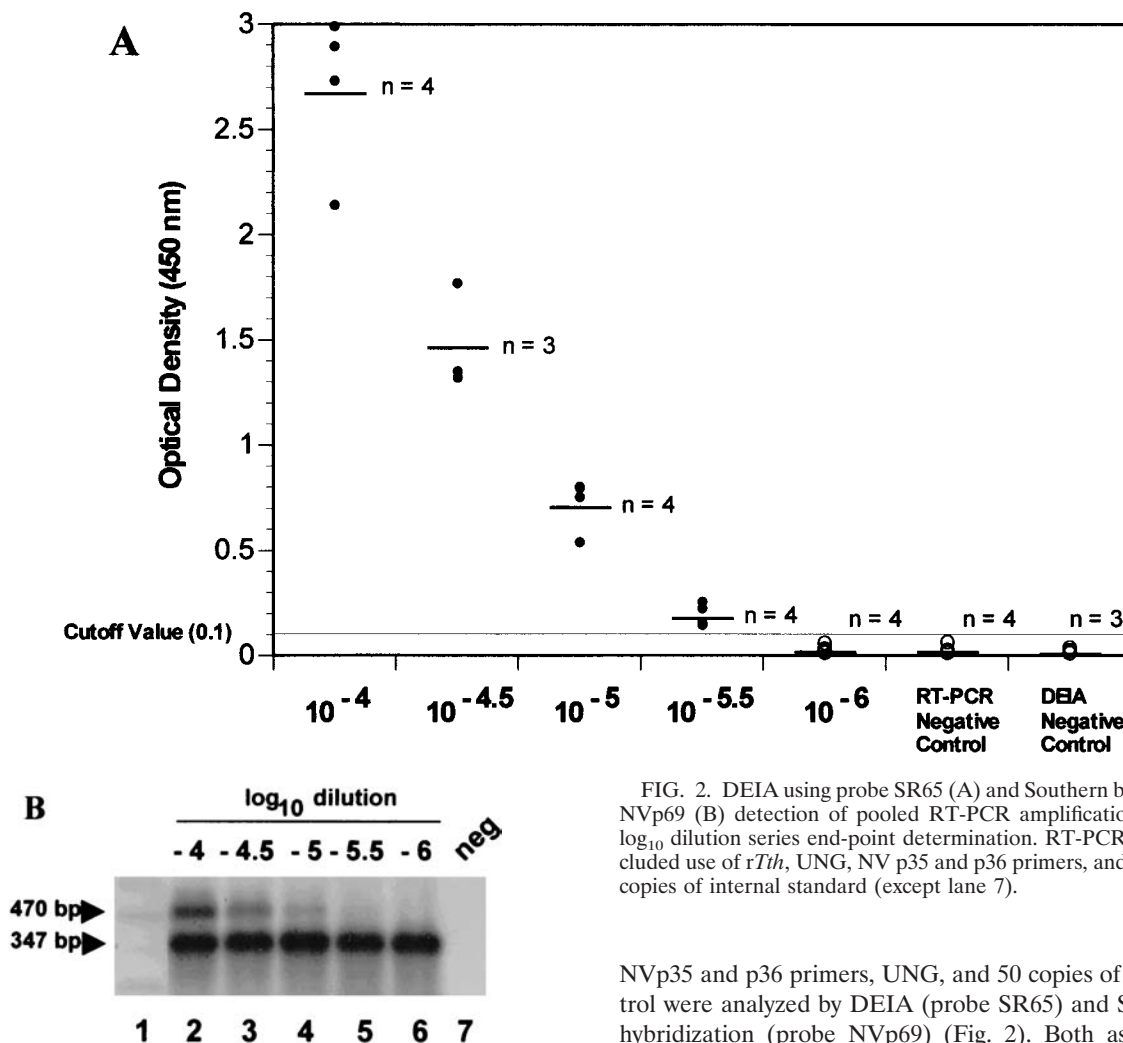 A
3
2.5
2
1.5
1
0.5
0
Optical Density (450 nm)
Cutoff Value (0.1)
n = 4
n = 3
n = 4
n = 4
n = 4
n = 4
n = 3
10 - 4
10 - 4.5
10 - 5
10 - 5.5
10 - 6
RT-PCR
Negative
Control
DEIA
Negative
Control
B
log10 dilution
- 4 - 4.5 - 5 - 5.5 - 6 neg
470 bp
347 bp
1 2 3 4 5 6 7
FIG. 2. DEIA using probe SR65 (A) and Southern b
NVp69 (B) detection of pooled RT-PCR amplificatio
log10 dilution series end-point determination. RT-PCR
cluded use of rTth, UNG, NV p35 and p36 primers, and
copies of internal standard (except lane 7).
NVp35 and p36 primers, UNG, and 50 copies of
trol were analyzed by DEIA (probe SR65) and S
hybridization (probe NVp69) (Fig. 2). Both as